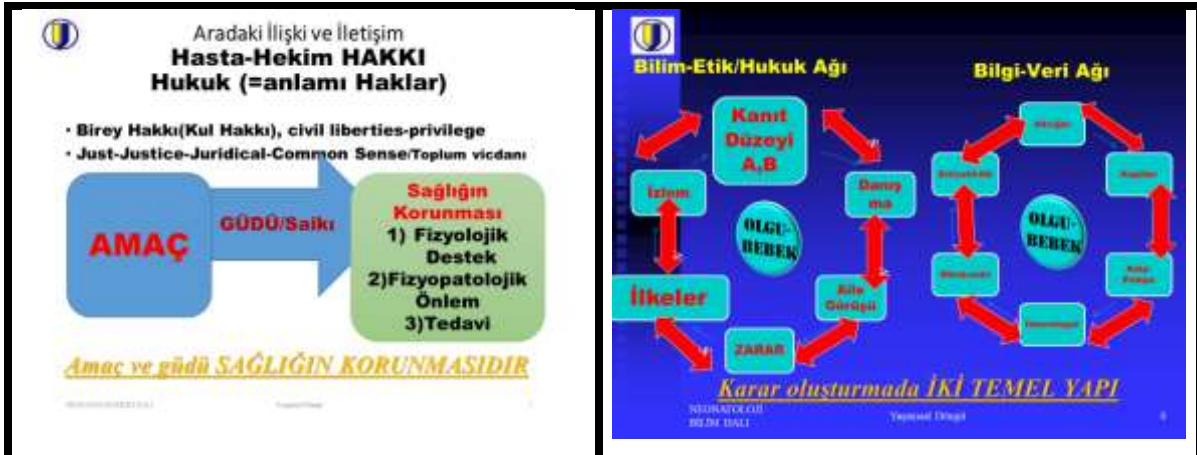 Aradaki İlişki ve İletişim
Hasta-Hekim HAKKI
Hukuk (=anlamı Haklar)
• Birey Hakkı(Kul Hakkı), civil liberties-privilege
• Just-Justice-Juridical-Common Sense/Toplum vicdanı
AMAÇ
GÜDÜ/Saikı
Sağlığın
Korunması
1) Fizyolojik
Destek
2)Fizyopatolojik
Önlem
3)Tedavi
Amaç ve güdü SAĞLIĞIN KORUNMASIDIR
Bilim-Etik/Hukuk Ağı
Kanıt
Düzeyi
A,B
Danış
ma
Aile
Görüşü
ZARAR
İlkeler
İzlem
OLGU-
BEBEK
Bilgi-Veri Ağı
OLGU-
BEBEK
Karar oluşturmada İKİ TEMEL YAPI
NEONATOLOJİ
BİLİM DALI
Yaşamsal Döngü